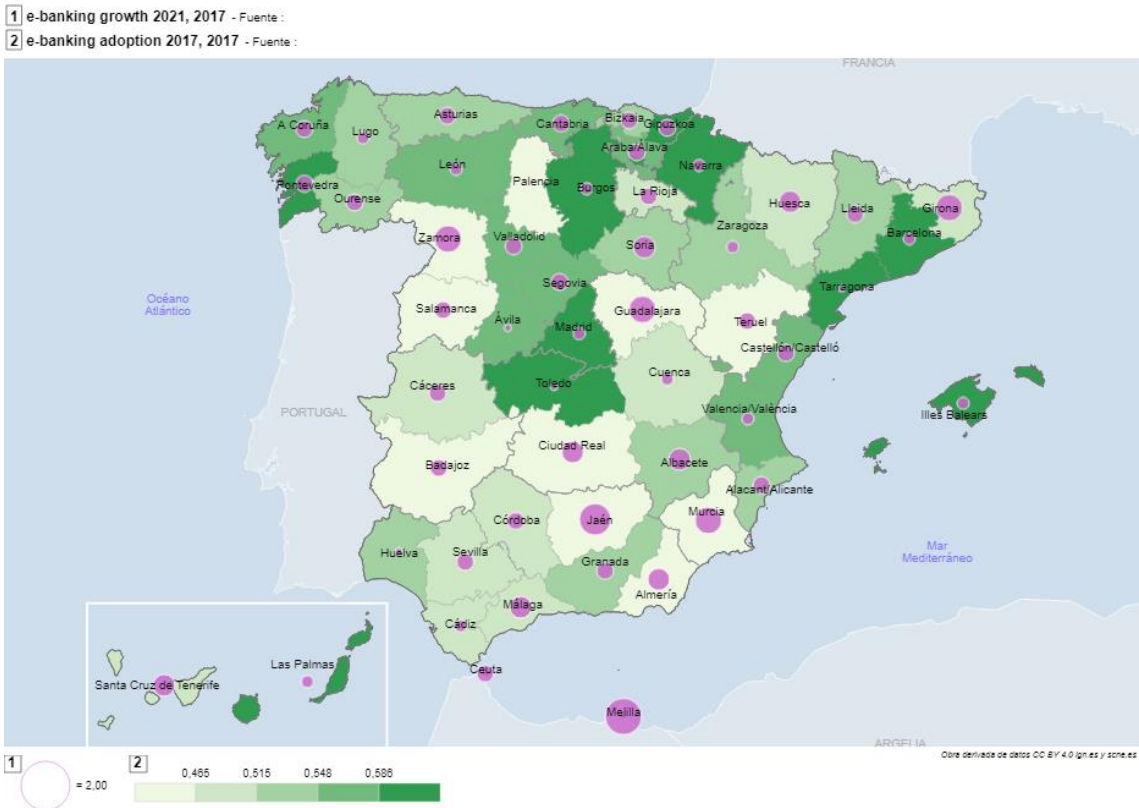 1 e-banking growth 2021, 2017 - Fuente :
2 e-banking adoption 2017, 2017 - Fuente :
FRANCIA
A Coruña
Lugo
Asturias
Cantabria
Bizkaia
Gipuzkoa
Araba/Álava
Navarra
León
Palencia
Burgos
Pontevedra
Ourense
La Rioja
Huesca
Lleida
Girona
Barcelona
Zamora
Valladolid
Soria
Zaragoza
Océano
Atlántico
Salamanca
Segovia
Guadalajara
Tarragona
Ávila
Madrid
Teruel
Castellón/Castelló
Cáceres
Toledo
Cuenca
PORTUGAL
Valencia/València
Illes Balears
Badajoz
Ciudad Real
Albacete
Alacant/Alicante
Córdoba
Jaén
Murcia
Mar
Mediterráneo
Huelva
Sevilla
Granada
Almería
Málaga
Cádiz
Las Palmas
Santa Cruz de Tenerife
Ceuta
Melilla
ARGELIA
Obra derivada de datos CC BY 4.0 ign.es y scne.es
1
= 2,00
2
0,465 0,515 0,548 0,586